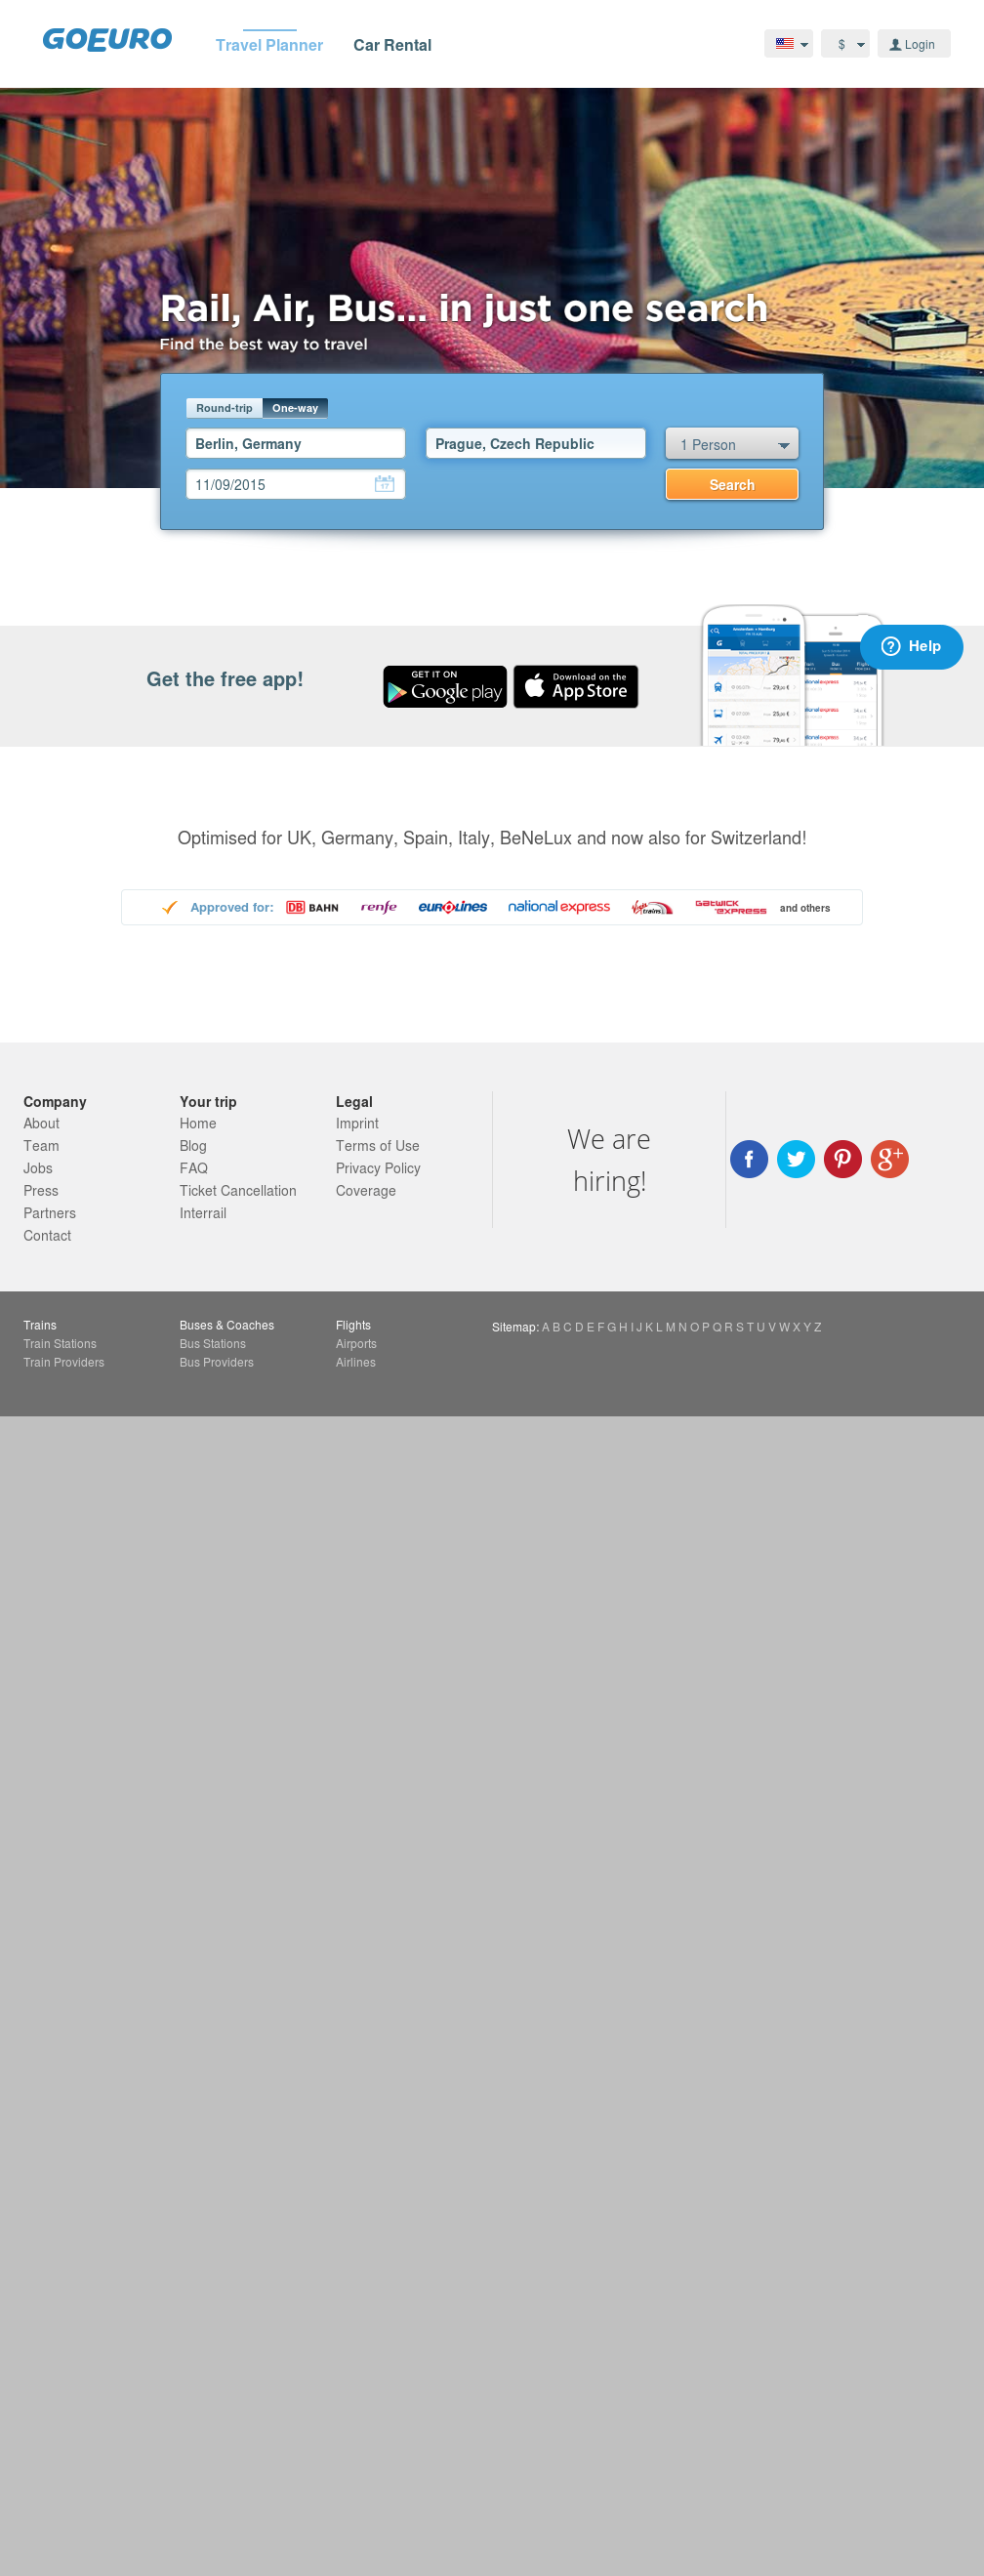 GOEURO
Travel Planner Car Rental
$ Login
Rail, Air, Bus... in just one search
Find the best way to travel
Round-trip One-way
Berlin, Germany Prague, Czech Republic 1 Person
11/09/2015 17 Search
Get the free app!
GET IT ON
Google play
Download on the
App Store
Help
Optimised for UK, Germany, Spain, Italy, BeNeLux and now also for Switzerland!
Approved for: DB BAHN renfe eurolines national express Virgin trains GATWICK EXPRESS and others
Company
About
Team
Jobs
Press
Partners
Contact
Your trip
Home
Blog
FAQ
Ticket Cancellation
Interrail
Legal
Imprint
Terms of Use
Privacy Policy
Coverage
We are
hiring!
Trains
Train Stations
Train Providers
Buses & Coaches
Bus Stations
Bus Providers
Flights
Airports
Airlines
Sitemap: A B C D E F G H I J K L M N O P Q R S T U V W X Y Z